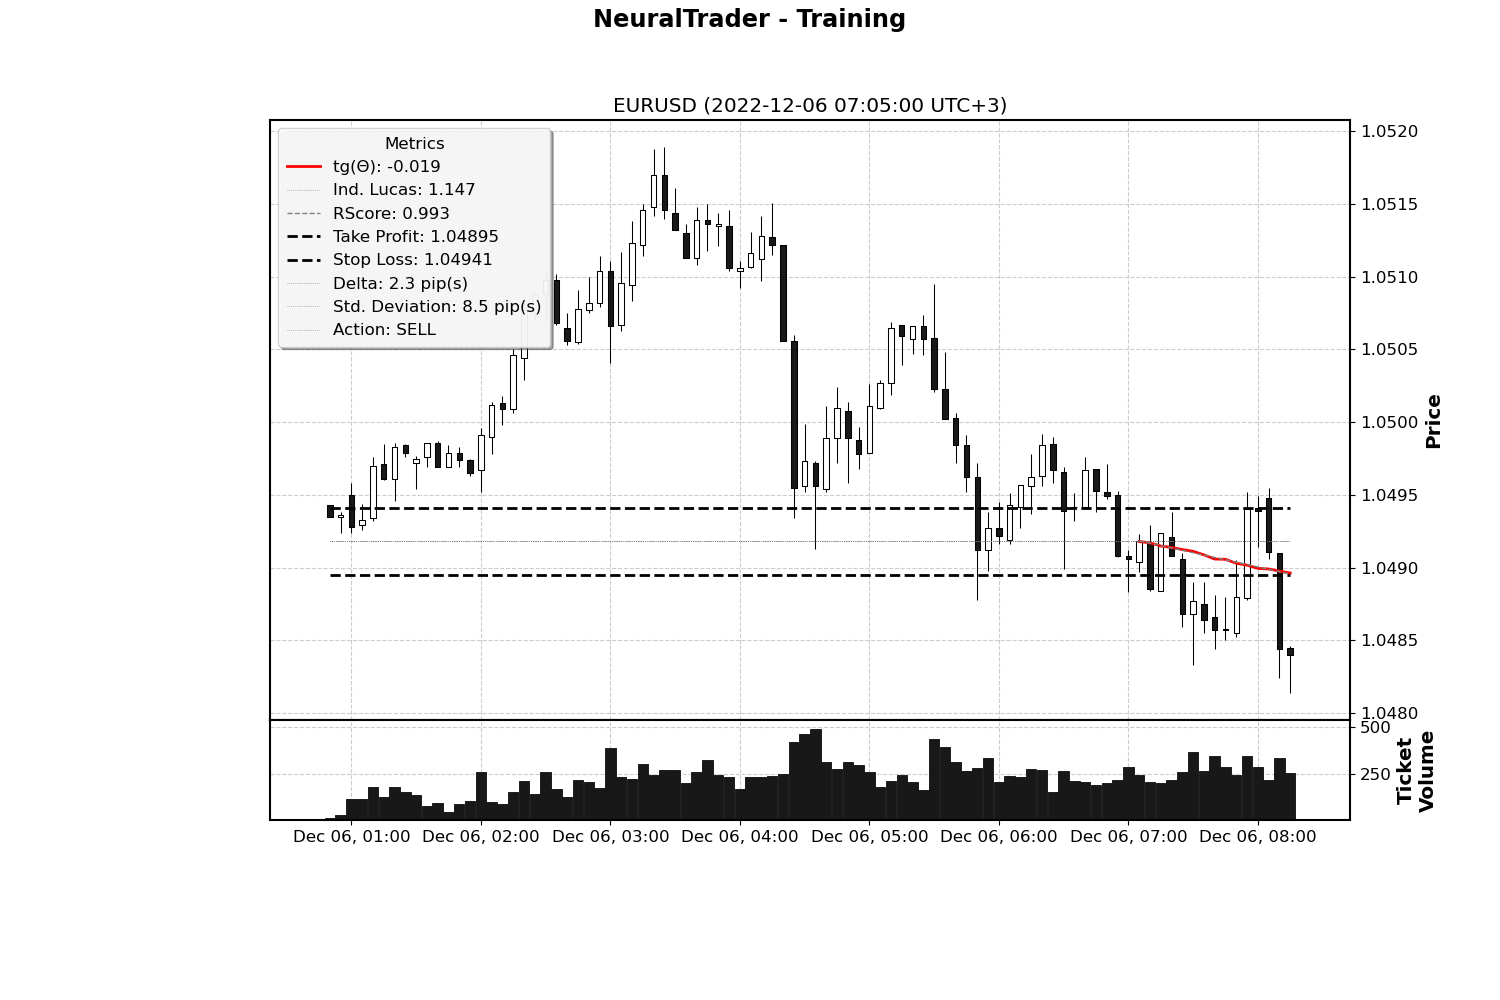 NeuralTrader - Training
EURUSD (2022-12-06 07:05:00 UTC+3)
Metrics
tg(Θ): -0.019
Ind. Lucas: 1.147
RScore: 0.993
Take Profit: 1.04895
Stop Loss: 1.04941
Delta: 2.3 pip(s)
Std. Deviation: 8.5 pip(s)
Action: SELL
1.0520
1.0515
1.0510
1.0505
1.0500
1.0495
1.0490
1.0485
1.0480
Price
500
250
Ticket
Volume
Dec 06, 01:00 Dec 06, 02:00 Dec 06, 03:00 Dec 06, 04:00 Dec 06, 05:00 Dec 06, 06:00 Dec 06, 07:00 Dec 06, 08:00